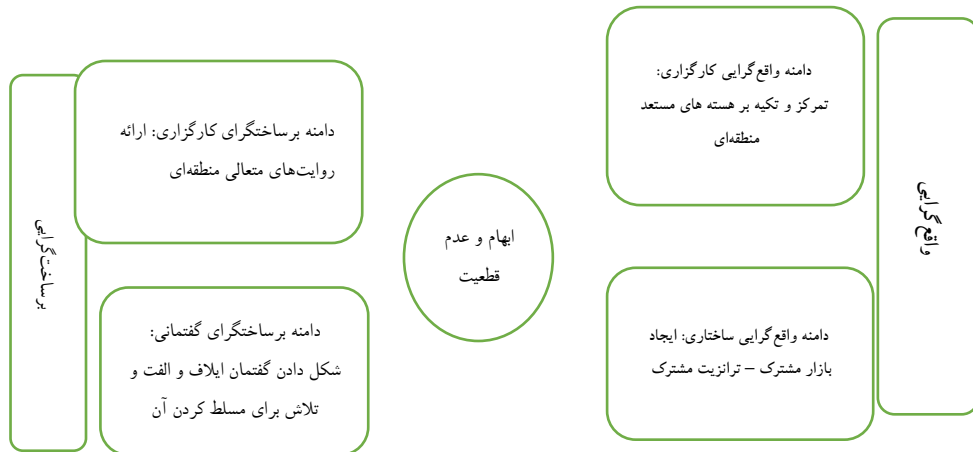 واقع‌گرایی
دامنه واقع‌گرایی کارگزاری:
تمرکز و تکیه بر هسته های مستعد
منطقه‌ای
دامنه واقع‌گرایی ساختاری: ایجاد
بازار مشترک – ترانزیت مشترک
ابهام و عدم
قطعیت
دامنه برساختگرای کارگزاری: ارائه
روایت‌های متعالی منطقه‌ای
دامنه برساختگرای گفتمانی:
شکل دادن گفتمان ایلاف و الفت و
تلاش برای مسلط کردن آن
برساخت‌گرایی